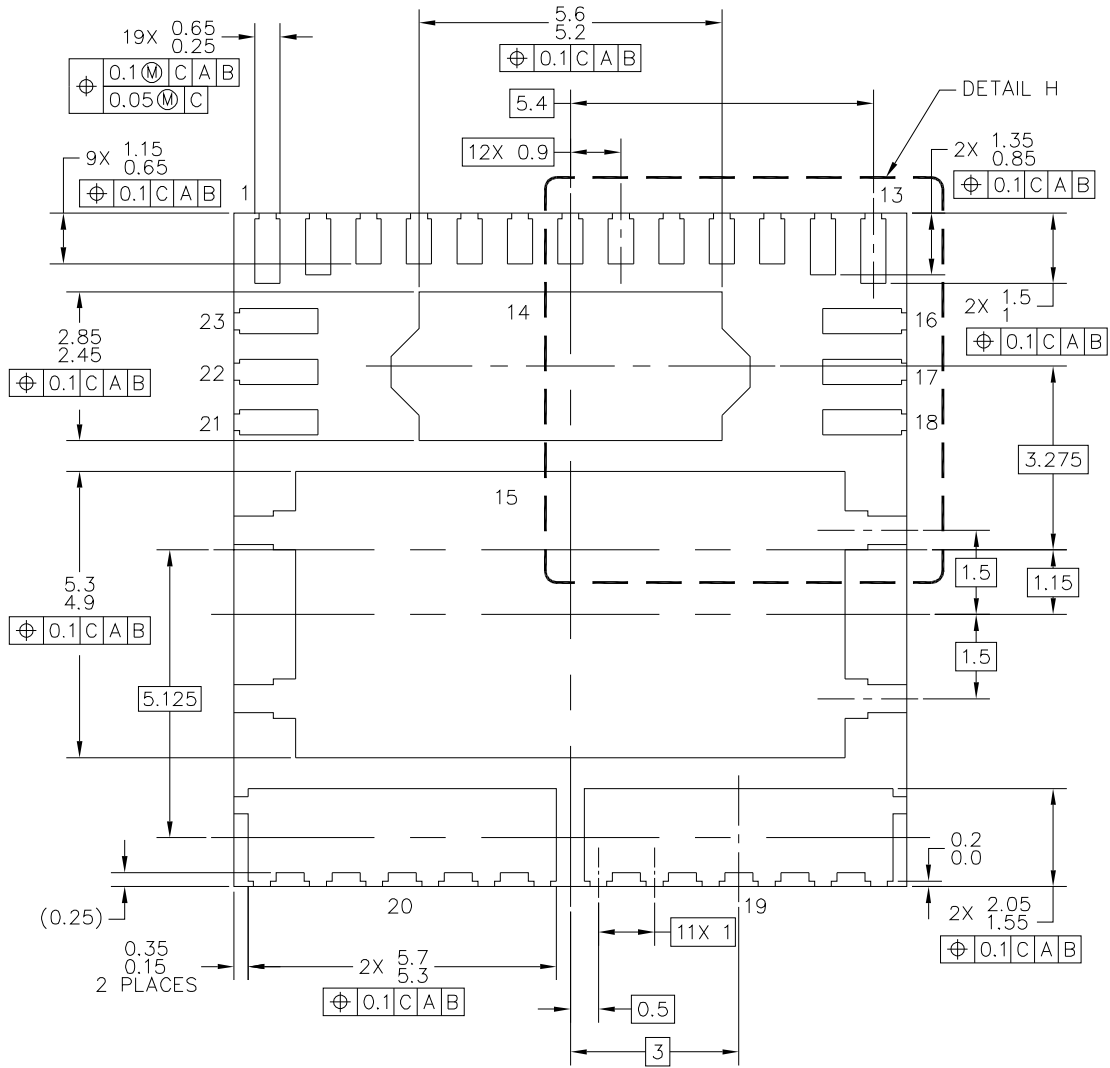 19X 0.65
0.25
⌖ 0.1 Ⓜ C A B
0.05 Ⓜ C
5.6
5.2
⌖ 0.1 C A B
5.4
DETAIL H
12X 0.9
9X 1.15
0.65
⌖ 0.1 C A B
2X 1.35
0.85
⌖ 0.1 C A B
1
13
14
23
16
2X 1.5
1
⌖ 0.1 C A B
2.85
2.45
⌖ 0.1 C A B
22
17
21
18
3.275
15
5.3
4.9
⌖ 0.1 C A B
1.5
1.15
1.5
5.125
0.2
0.0
(0.25)
20
19
2X 2.05
1.55
⌖ 0.1 C A B
11X 1
0.35
0.15
2 PLACES
2X 5.7
5.3
⌖ 0.1 C A B
0.5
3